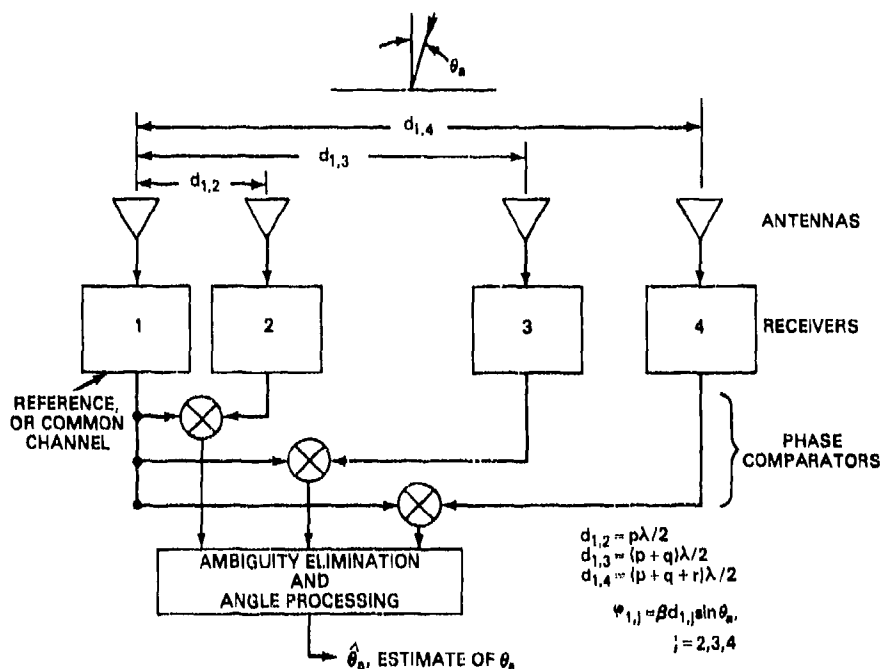 θₐ
d₁,₄
d₁,₃
d₁,₂
ANTENNAS
1
2
3
4
RECEIVERS
REFERENCE,
OR COMMON
CHANNEL
PHASE
COMPARATORS
AMBIGUITY ELIMINATION
AND
ANGLE PROCESSING
d₁,₂ = pλ/2
d₁,₃ = (p + q)λ/2
d₁,₄ = (p + q + r)λ/2
φ₁,ⱼ = βd₁,ⱼ sinθₐ,
j = 2,3,4
θ̂ₐ, ESTIMATE OF θₐ